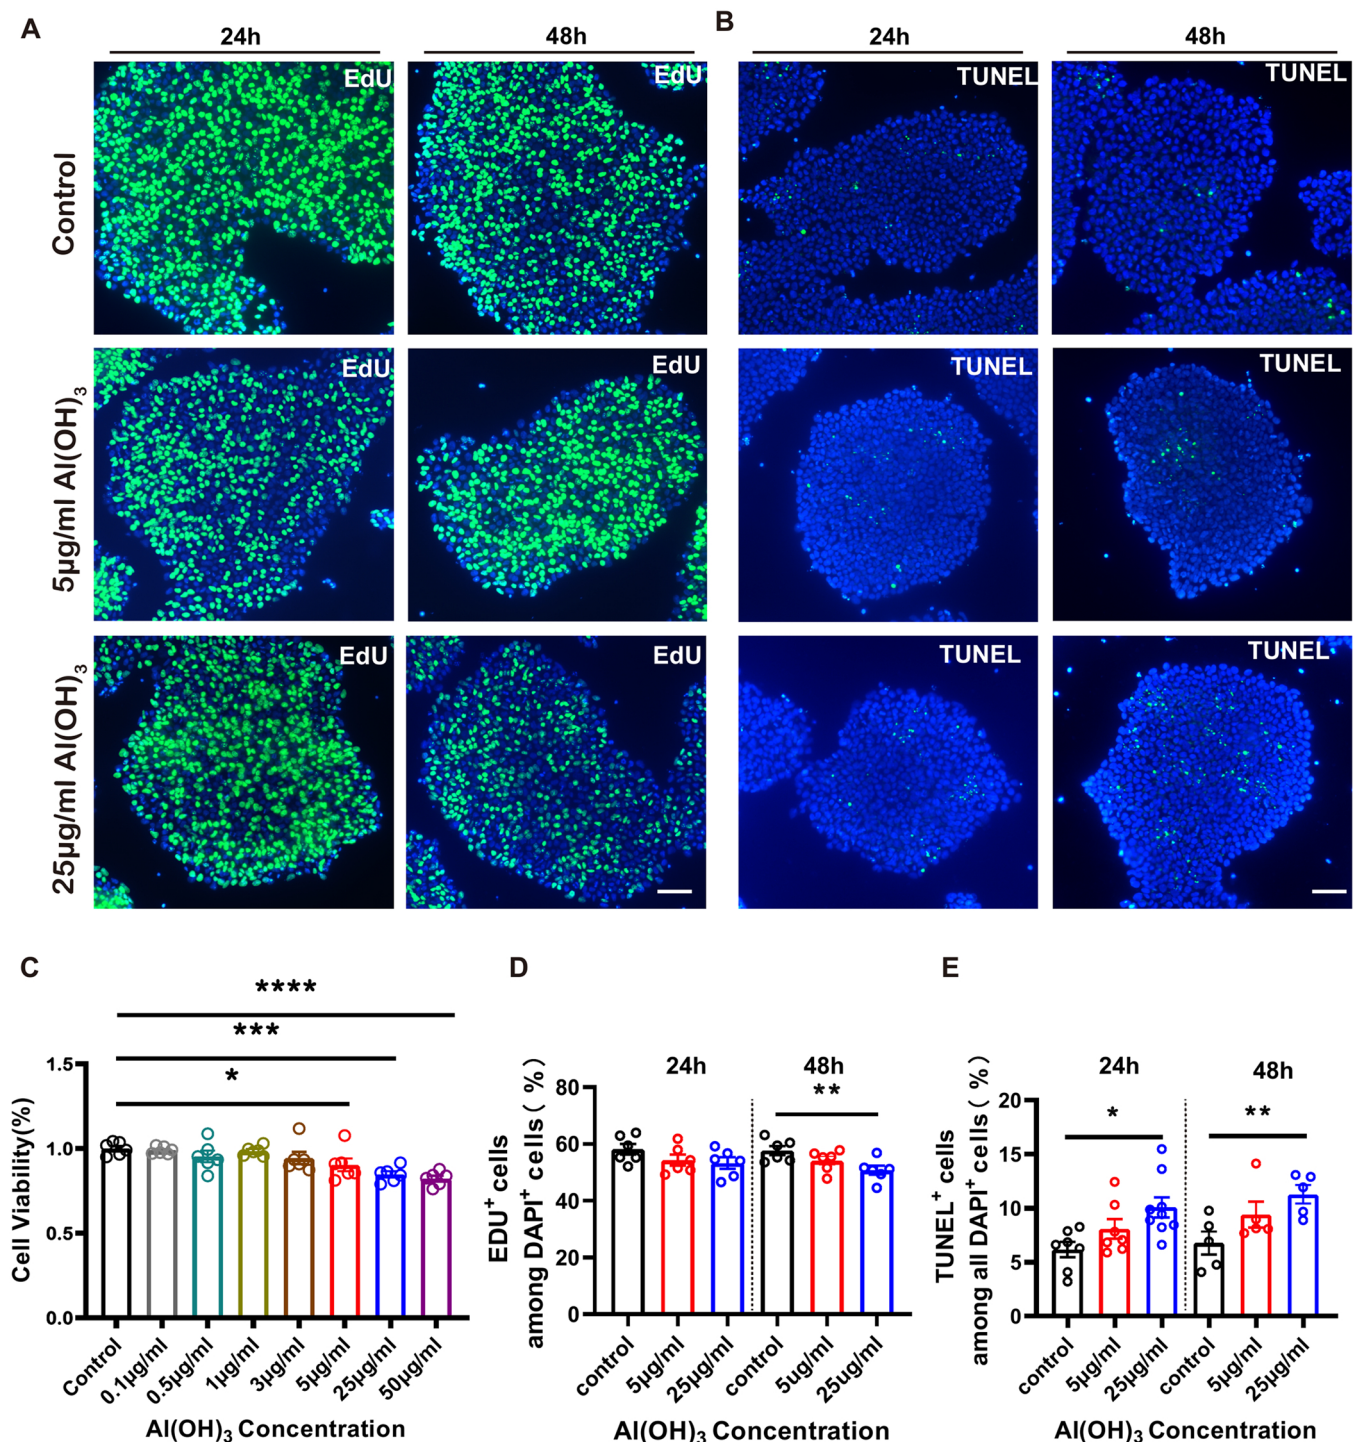 A
24h
48h
B
24h
48h
Control
EdU
EdU
TUNEL
TUNEL
5μg/ml Al(OH)3
EdU
EdU
TUNEL
TUNEL
25μg/ml Al(OH)3
EdU
EdU
TUNEL
TUNEL
C
****
***
*
Cell Viability(%)
1.5
1.0
0.5
0.0
Control
0.1μg/ml
0.5μg/ml
1μg/ml
3μg/ml
5μg/ml
25μg/ml
50μg/ml
Al(OH)3 Concentration
D
24h
48h
**
EDU+ cells
among DAPI+ cells( %)
80
60
40
20
0
control
5μg/ml
25μg/ml
control
5μg/ml
25μg/ml
Al(OH)3 Concentration
E
24h
48h
*
**
TUNEL+ cells
among all DAPI+ cells( %)
20
15
10
5
0
control
5μg/ml
25μg/ml
control
5μg/ml
25μg/ml
Al(OH)3 Concentration